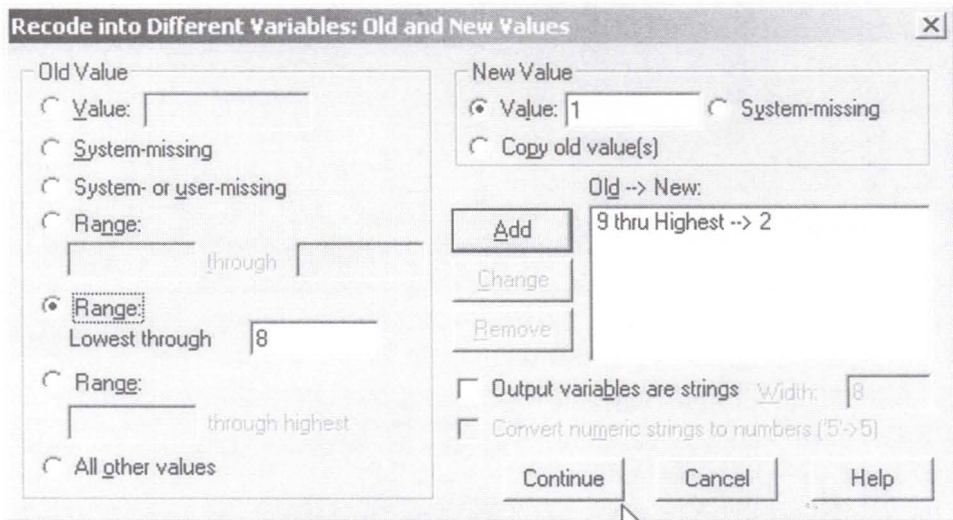 Recode into Different Variables: Old and New Values
Old Value
Value:
System-missing
System- or user-missing
Range:
through
Range:
Lowest through 8
Range:
through highest
All other values
New Value
Value: 1 System-missing
Copy old value(s)
Old --> New:
Add
Change
Remove
9 thru Highest --> 2
Output variables are strings Width: 8
Convert numeric strings to numbers ('5'->5)
Continue Cancel Help